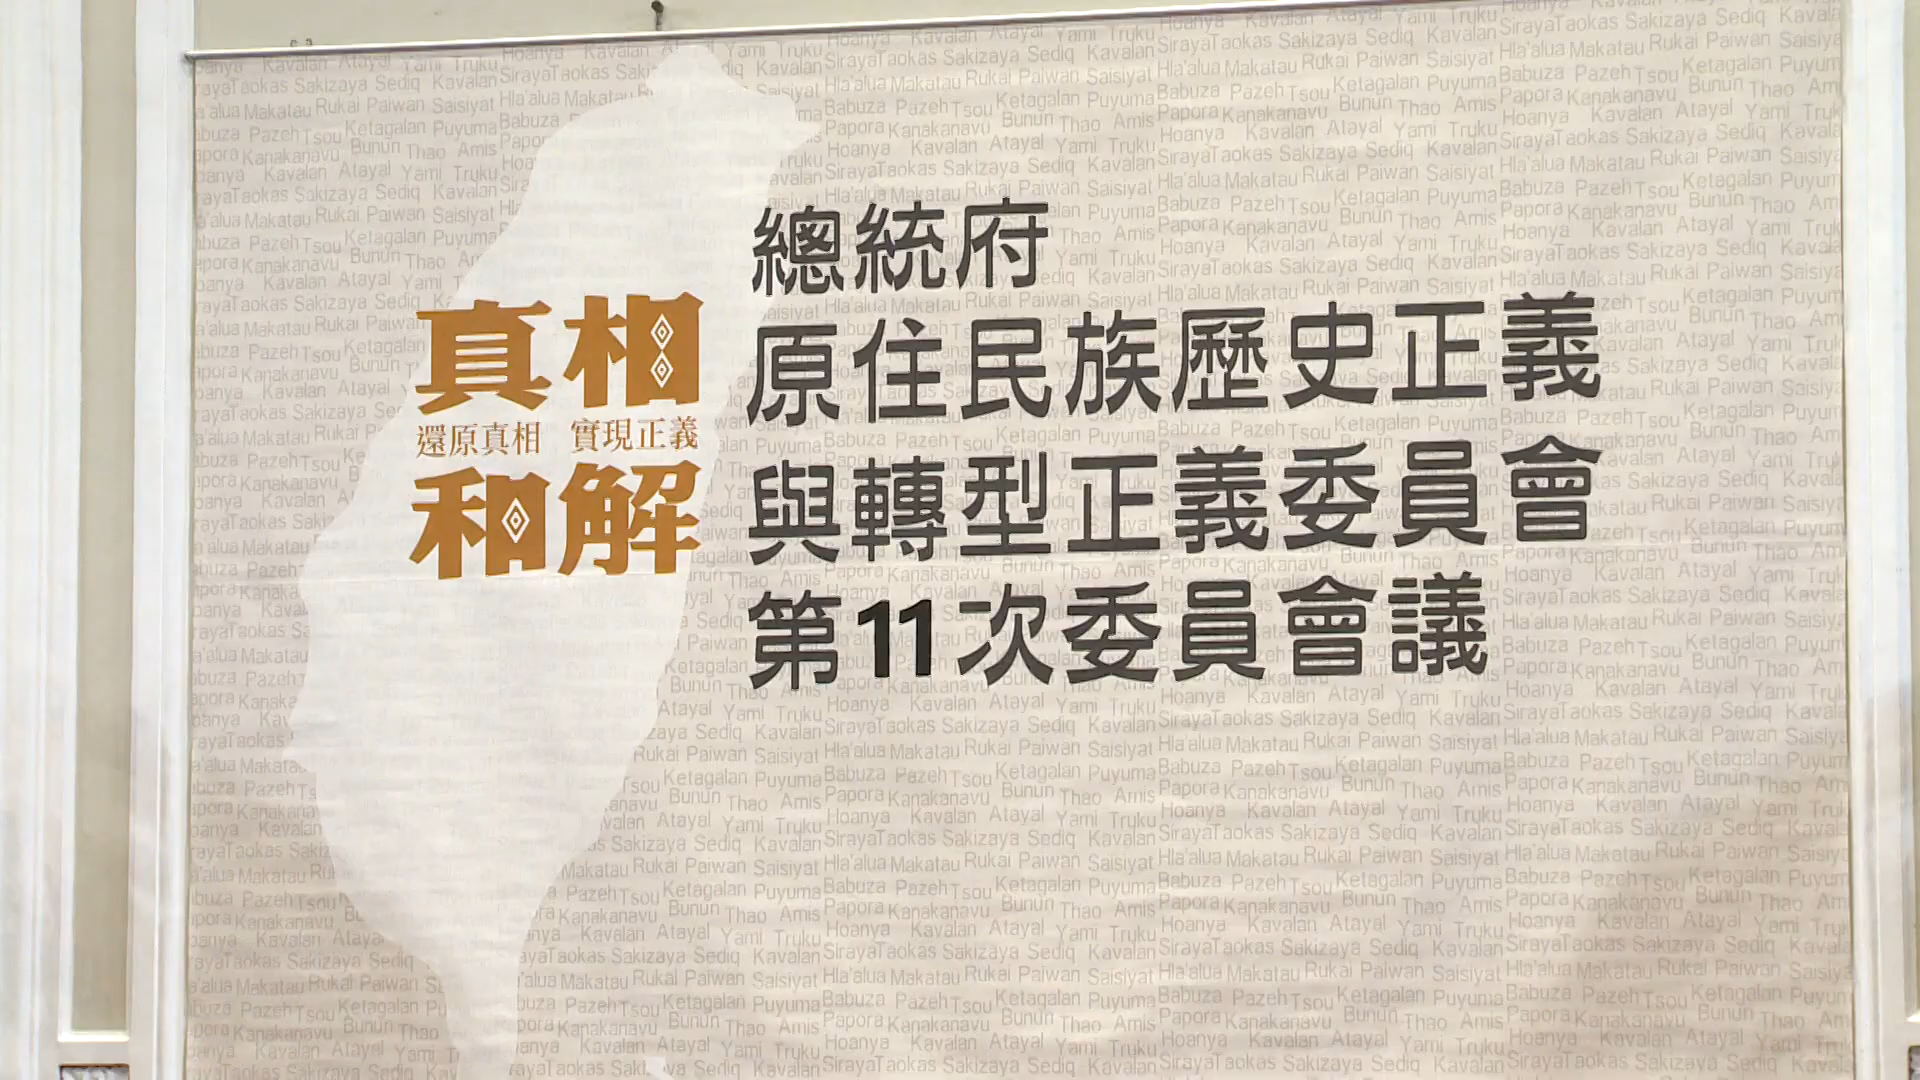 真相
還原真相 實現正義
和解
總統府
原住民族歷史正義
與轉型正義委員會
第11次委員會議
Hoanya Kavalan Atayal Yami Truku
SirayaTaokas Sakizaya Sediq Kavalan
Hla'alua Makatau Rukai Paiwan Saisiyat
Babuza Pazeh Tsou Ketagalan Puyuma
Papora Kanakanavu Bunun Thao Amis